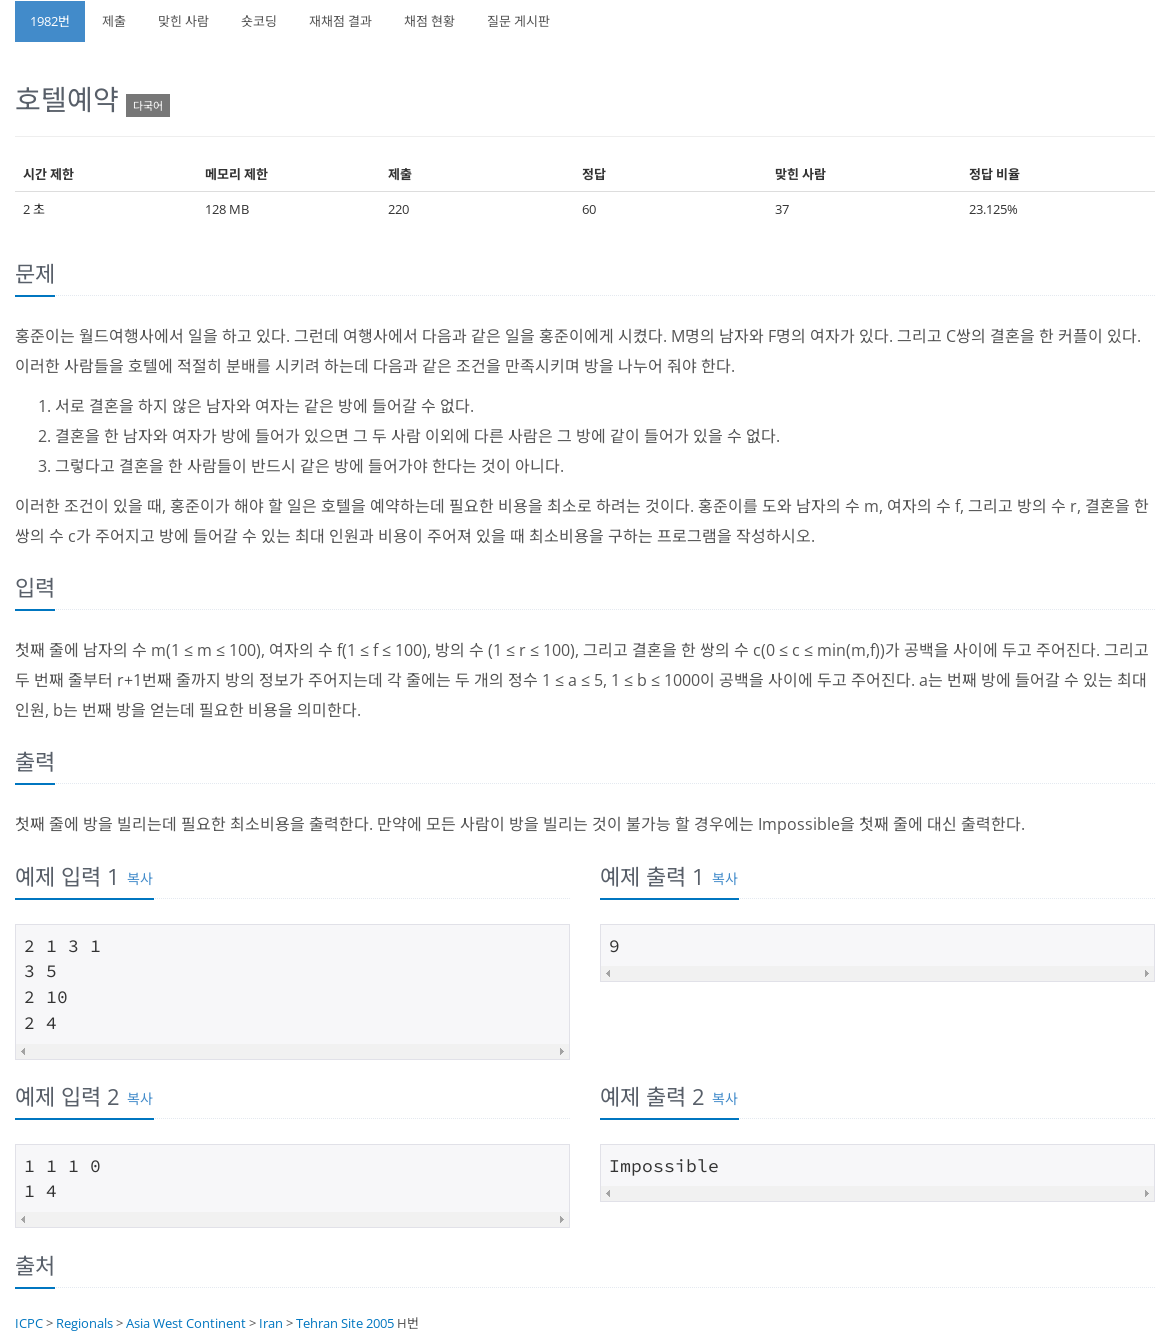 1982번 제출 맞힌 사람 숏코딩 재채점 결과 채점 현황 질문 게시판
호텔예약 다국어
시간 제한 메모리 제한 제출 정답 맞힌 사람 정답 비율
2 초 128 MB 220 60 37 23.125%
문제
홍준이는 월드여행사에서 일을 하고 있다. 그런데 여행사에서 다음과 같은 일을 홍준이에게 시켰다. M명의 남자와 F명의 여자가 있다. 그리고 C쌍의 결혼을 한 커플이 있다.
이러한 사람들을 호텔에 적절히 분배를 시키려 하는데 다음과 같은 조건을 만족시키며 방을 나누어 줘야 한다.
1. 서로 결혼을 하지 않은 남자와 여자는 같은 방에 들어갈 수 없다.
2. 결혼을 한 남자와 여자가 방에 들어가 있으면 그 두 사람 이외에 다른 사람은 그 방에 같이 들어가 있을 수 없다.
3. 그렇다고 결혼을 한 사람들이 반드시 같은 방에 들어가야 한다는 것이 아니다.
이러한 조건이 있을 때, 홍준이가 해야 할 일은 호텔을 예약하는데 필요한 비용을 최소로 하려는 것이다. 홍준이를 도와 남자의 수 m, 여자의 수 f, 그리고 방의 수 r, 결혼을 한
쌍의 수 c가 주어지고 방에 들어갈 수 있는 최대 인원과 비용이 주어져 있을 때 최소비용을 구하는 프로그램을 작성하시오.
입력
첫째 줄에 남자의 수 m(1 ≤ m ≤ 100), 여자의 수 f(1 ≤ f ≤ 100), 방의 수 (1 ≤ r ≤ 100), 그리고 결혼을 한 쌍의 수 c(0 ≤ c ≤ min(m,f))가 공백을 사이에 두고 주어진다. 그리고
두 번째 줄부터 r+1번째 줄까지 방의 정보가 주어지는데 각 줄에는 두 개의 정수 1 ≤ a ≤ 5, 1 ≤ b ≤ 1000이 공백을 사이에 두고 주어진다. a는 번째 방에 들어갈 수 있는 최대
인원, b는 번째 방을 얻는데 필요한 비용을 의미한다.
출력
첫째 줄에 방을 빌리는데 필요한 최소비용을 출력한다. 만약에 모든 사람이 방을 빌리는 것이 불가능 할 경우에는 Impossible을 첫째 줄에 대신 출력한다.
예제 입력 1 복사
2 1 3 1
3 5
2 10
2 4
예제 출력 1 복사
9
예제 입력 2 복사
1 1 1 0
1 4
예제 출력 2 복사
Impossible
출처
ICPC > Regionals > Asia West Continent > Iran > Tehran Site 2005 H번